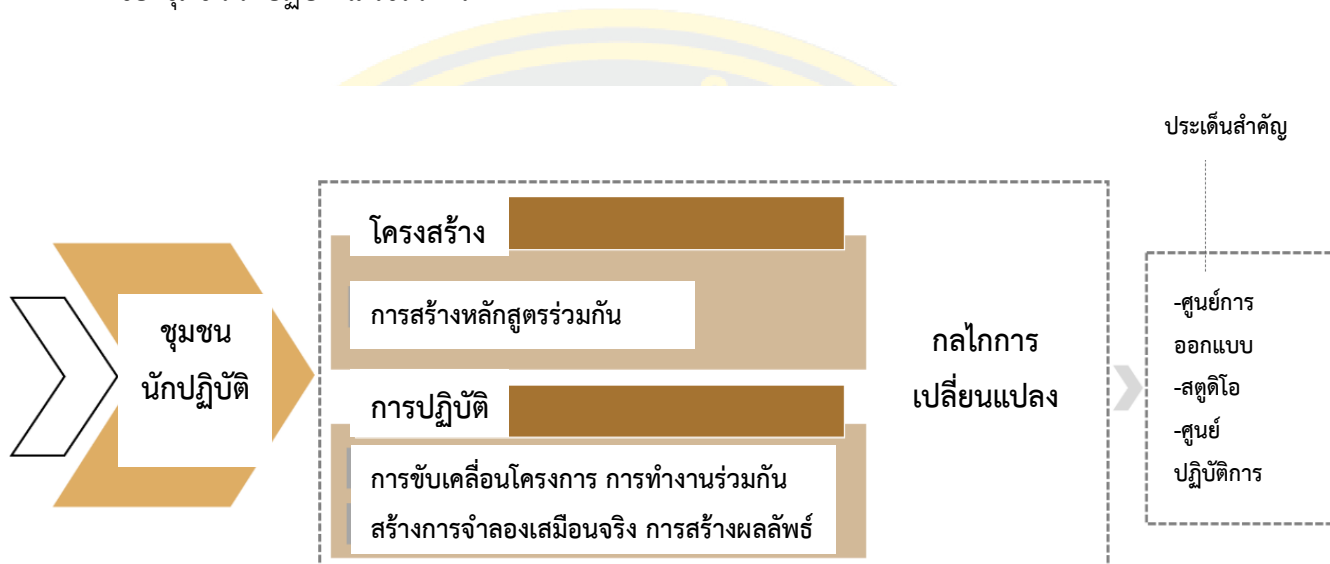 ประเด็นสำคัญ
โครงสร้าง
การสร้างหลักสูตรร่วมกัน
ชุมชน
นักปฏิบัติ
การปฏิบัติ
การขับเคลื่อนโครงการ การทำงานร่วมกัน
สร้างการจำลองเสมือนจริง การสร้างผลลัพธ์
กลไกการ
เปลี่ยนแปลง
-ศูนย์การ
ออกแบบ
-สตูดิโอ
-ศูนย์
ปฏิบัติการ